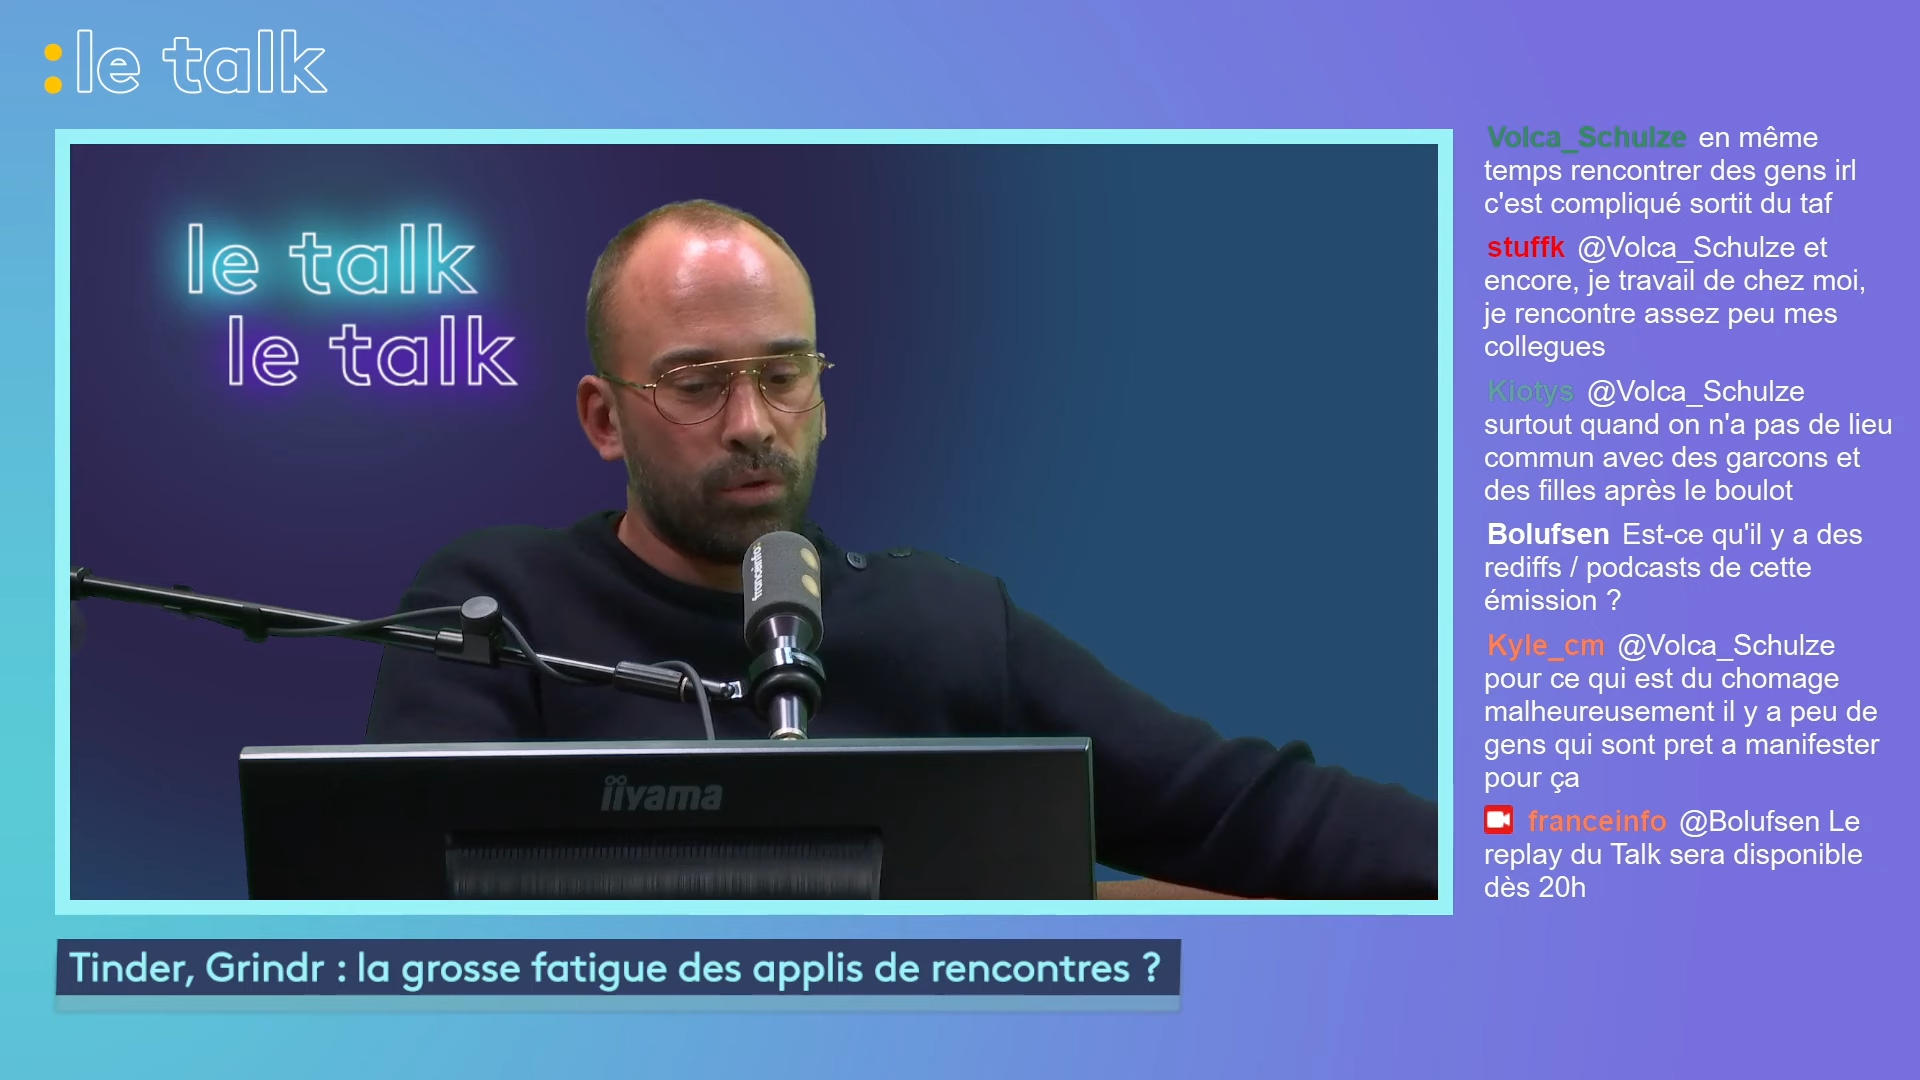 :le talk
le talk
le talk
franceinfo:
iiyama
Tinder, Grindr : la grosse fatigue des applis de rencontres ?
Volca_Schulze en même
temps rencontrer des gens irl
c'est compliqué sortit du taf
stuffk @Volca_Schulze et
encore, je travail de chez moi,
je rencontre assez peu mes
collegues
Kiotys @Volca_Schulze
surtout quand on n'a pas de lieu
commun avec des garcons et
des filles après le boulot
Bolufsen Est-ce qu'il y a des
rediffs / podcasts de cette
émission ?
Kyle_cm @Volca_Schulze
pour ce qui est du chomage
malheureusement il y a peu de
gens qui sont pret a manifester
pour ça
franceinfo @Bolufsen Le
replay du Talk sera disponible
dès 20h